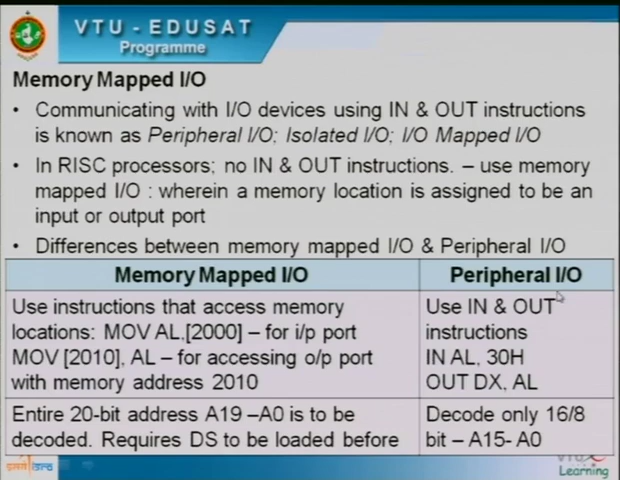 VTU - EDUSAT
Programme
Memory Mapped I/O
• Communicating with I/O devices using IN & OUT instructions
is known as Peripheral I/O; Isolated I/O; I/O Mapped I/O
• In RISC processors; no IN & OUT instructions. – use memory
mapped I/O : wherein a memory location is assigned to be an
input or output port
• Differences between memory mapped I/O & Peripheral I/O
Memory Mapped I/O
Peripheral I/O
Use instructions that access memory
locations: MOV AL,[2000] – for i/p port
MOV [2010], AL – for accessing o/p port
with memory address 2010
Use IN & OUT
instructions
IN AL, 30H
OUT DX, AL
Entire 20-bit address A19 –A0 is to be
decoded. Requires DS to be loaded before
Decode only 16/8
bit – A15- A0
VTU
Learning